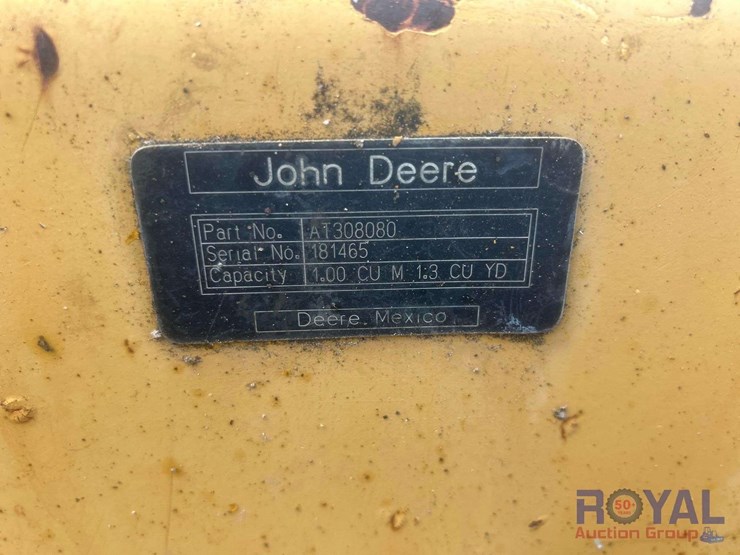 John Deere
Part No. AT308080
Serial No. 181465
Capacity 1.00 CU M 1.3 CU YD
Deere Mexico
ROYAL
50+
Auction Group